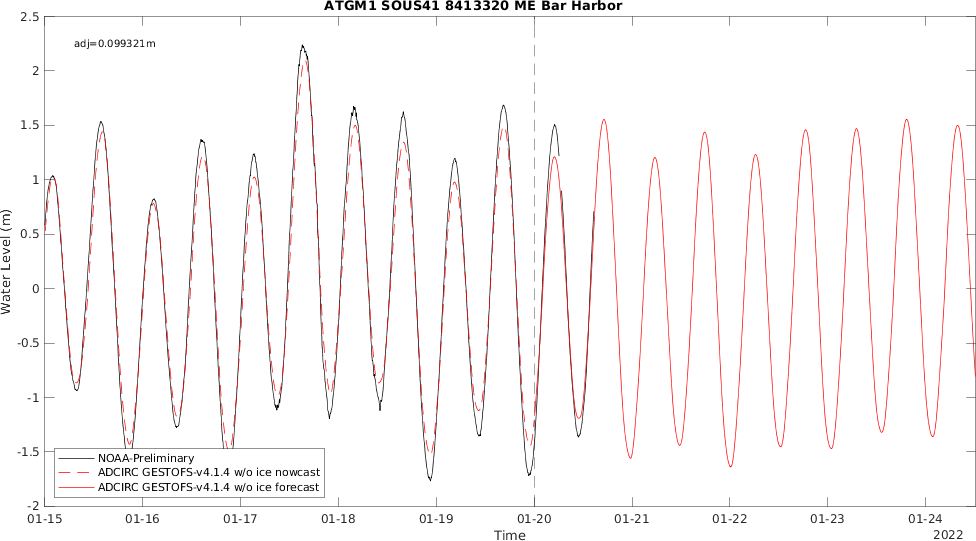 ATGM1 SOUS41 8413320 ME Bar Harbor
adj=0.099321m
2.5
2
1.5
1
0.5
0
-0.5
-1
-1.5
-2
Water Level (m)
NOAA-Preliminary
ADCIRC GESTOFS-v4.1.4 w/o ice nowcast
ADCIRC GESTOFS-v4.1.4 w/o ice forecast
01-15 01-16 01-17 01-18 01-19 01-20 01-21 01-22 01-23 01-24
Time
2022